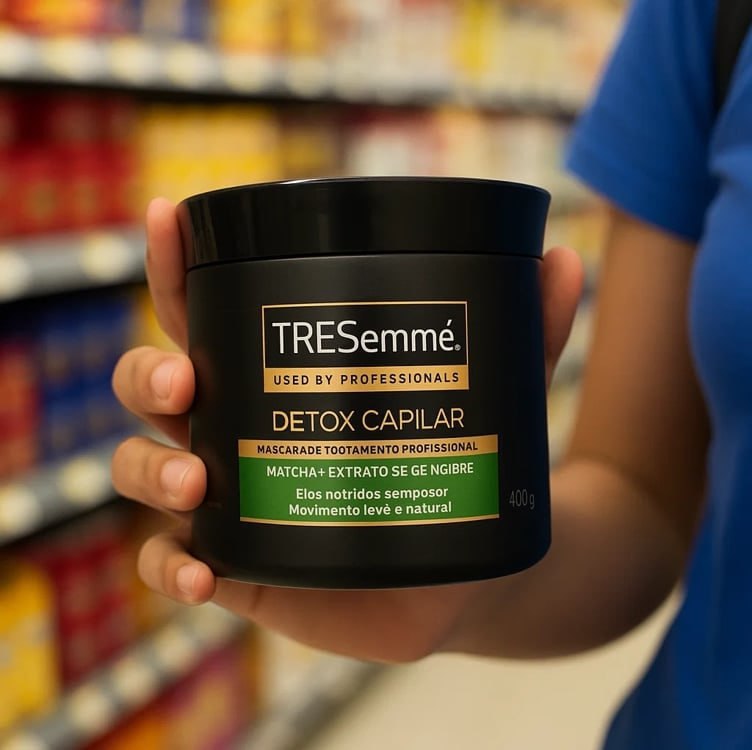 TRESemmé®
USED BY PROFESSIONALS
DETOX CAPILAR
MASCARADE TOOTAMENTO PROFISSIONAL
MATCHA+ EXTRATO SE GE NGIBRE
Elos notridos semposor
Movimento levè e natural
400g